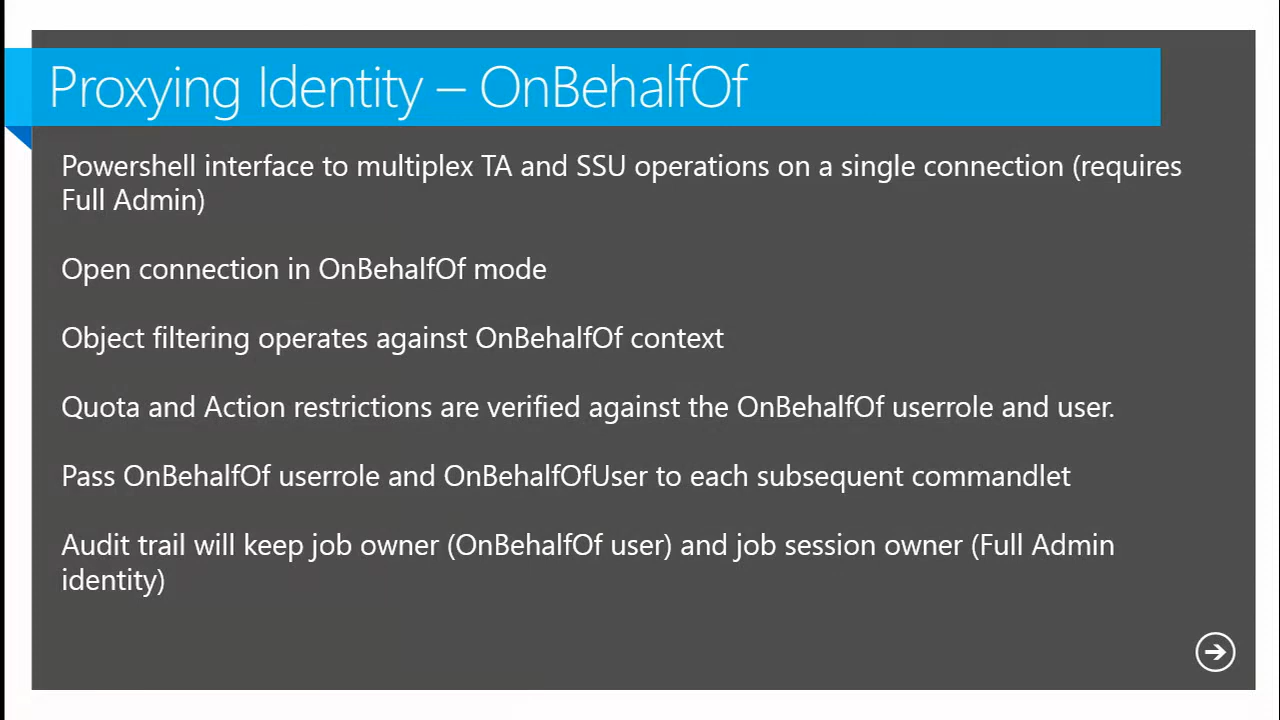 Proxying Identity – OnBehalfOf
Powershell interface to multiplex TA and SSU operations on a single connection (requires
Full Admin)
Open connection in OnBehalfOf mode
Object filtering operates against OnBehalfOf context
Quota and Action restrictions are verified against the OnBehalfOf userrole and user.
Pass OnBehalfOf userrole and OnBehalfOfUser to each subsequent commandlet
Audit trail will keep job owner (OnBehalfOf user) and job session owner (Full Admin
identity)